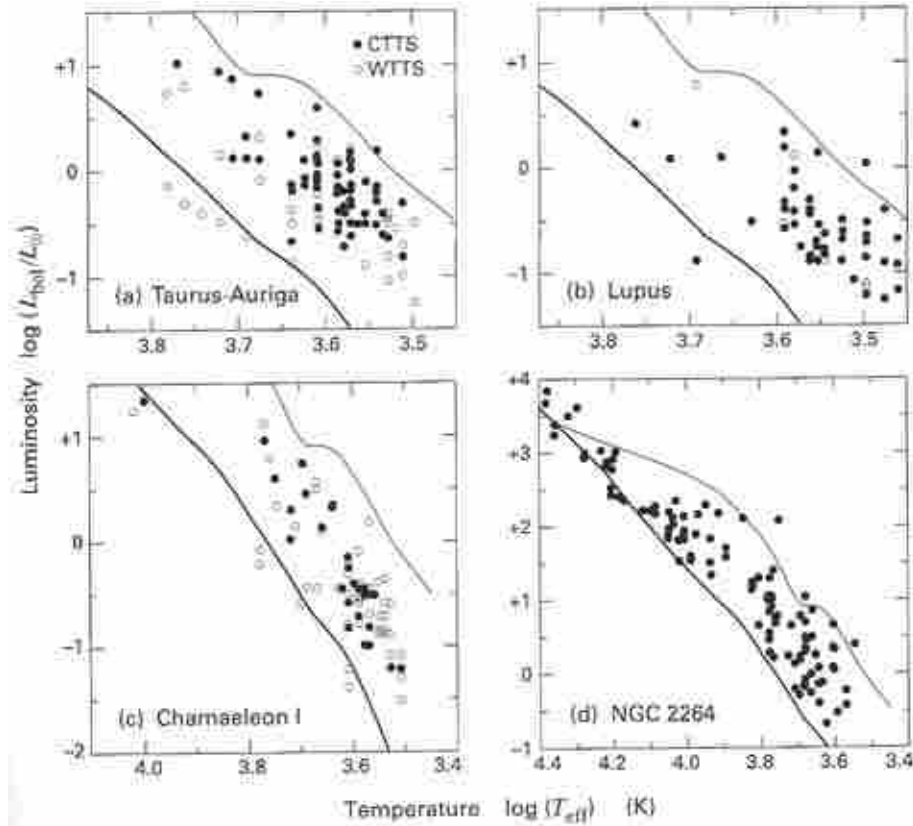 CTTS
WTTS
+1
0
−1
(a) Taurus-Auriga
3.8 3.7 3.6 3.5
(b) Lupus
3.8 3.7 3.6 3.5
Luminosity log (L_bol/L_⊙)
+1
0
−1
−2
(c) Chamaeleon I
4.0 3.8 3.6 3.4
+4
+3
+2
+1
0
−1
(d) NGC 2264
4.4 4.2 4.0 3.8 3.6 3.4
Temperature log (T_eff) (K)